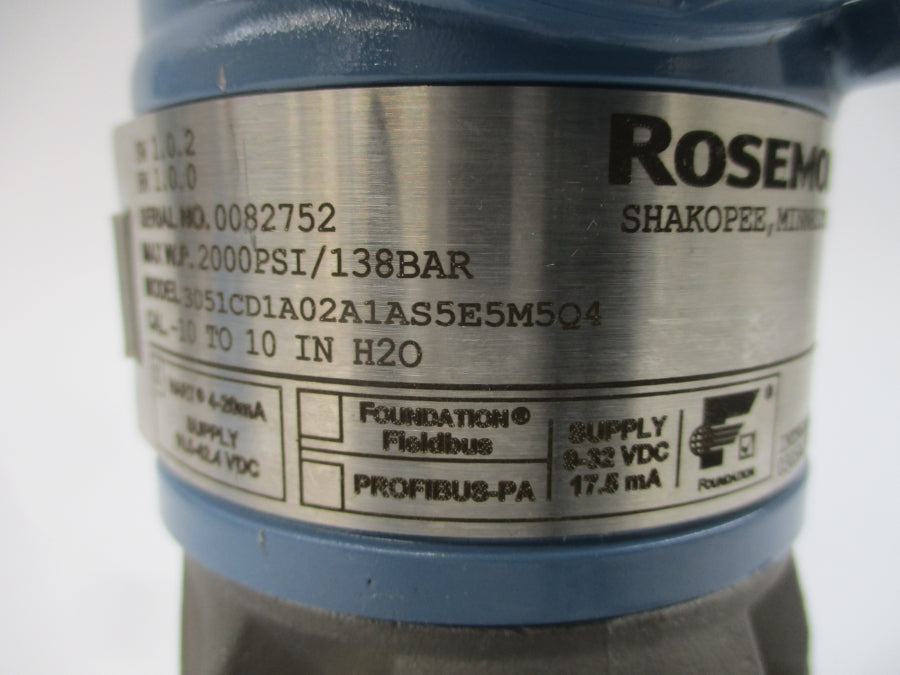 SW 1.0.2
HW 1.0.0
SERIAL NO. 0082752
MAX W.P. 2000PSI/138BAR
MODEL 3051CD1A02A1AS5E5M5Q4
CAL -10 TO 10 IN H2O
ROSEMO
SHAKOPEE, MINNESO
HART® 4-20mA
SUPPLY
VDC
FOUNDATION®
Fieldbus
PROFIBUS-PA
SUPPLY
9-32 VDC
17.5 mA
F
®
FOUNDATION